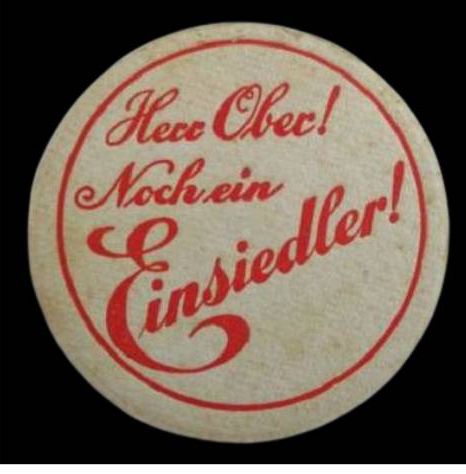 Herr Ober!
Noch ein
Einsiedler!